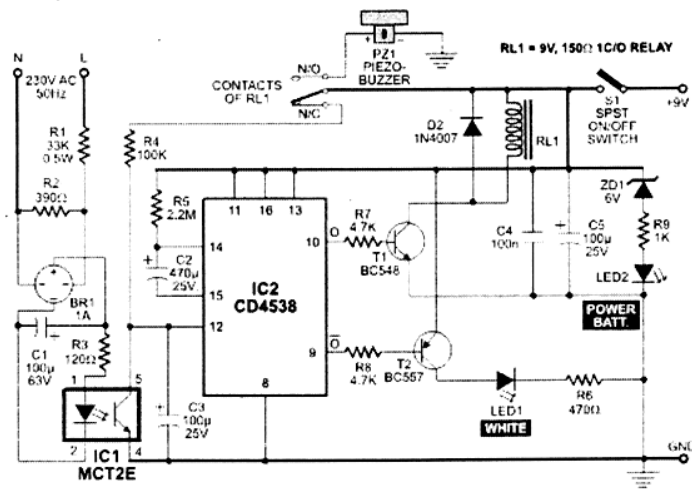 N
L
230V AC
50Hz
R1
33K
0.5W
R2
390Ω
BR1
1A
C1
100µ
63V
R3
120Ω
1
2
5
4
IC1
MCT2E
R4
100K
CONTACTS
OF RL1
N/O
N/C
+
-
PZ1
PIEZO-
BUZZER
RL1 = 9V, 150Ω 1C/O RELAY
D2
1N4007
RL1
S1
SPST
ON/OFF
SWITCH
+9V
R5
2.2M
C2
470µ
25V
11
16
13
14
15
12
10
9
8
IC2
CD4538
O
O̅
R7
4.7K
T1
BC548
R8
4.7K
T2
BC557
C3
100µ
25V
C4
100n
C5
100µ
25V
ZD1
6V
R9
1K
LED2
POWER
BATT.
LED1
WHITE
R6
470Ω
GND